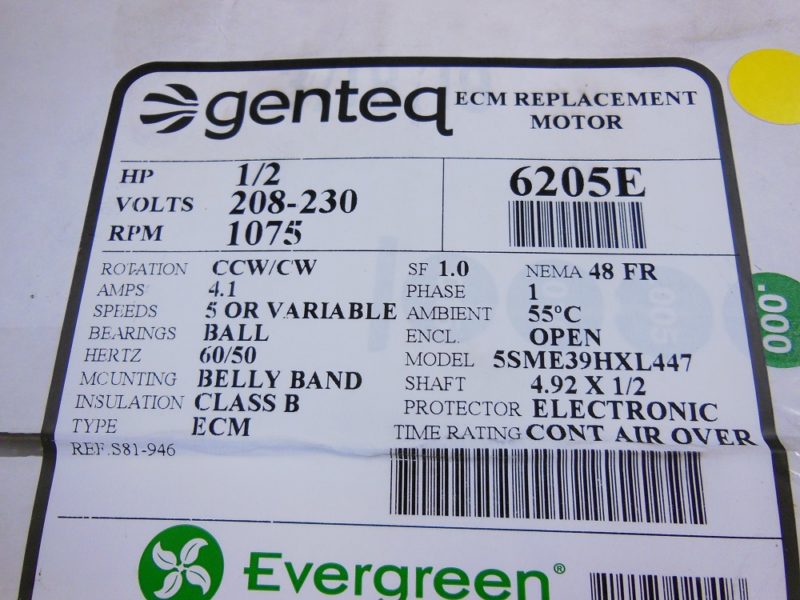 genteq ECM REPLACEMENT
MOTOR
HP 1/2
VOLTS 208-230
RPM 1075
6205E
ROTATION CCW/CW
AMPS 4.1
SPEEDS 5 OR VARIABLE
BEARINGS BALL
HERTZ 60/50
MOUNTING BELLY BAND
INSULATION CLASS B
TYPE ECM
REF.S81-946
SF 1.0 NEMA 48 FR
PHASE 1
AMBIENT 55°C
ENCL. OPEN
MODEL 5SME39HXL447
SHAFT 4.92 X 1/2
PROTECTOR ELECTRONIC
TIME RATING CONT AIR OVER
Evergreen®
000.